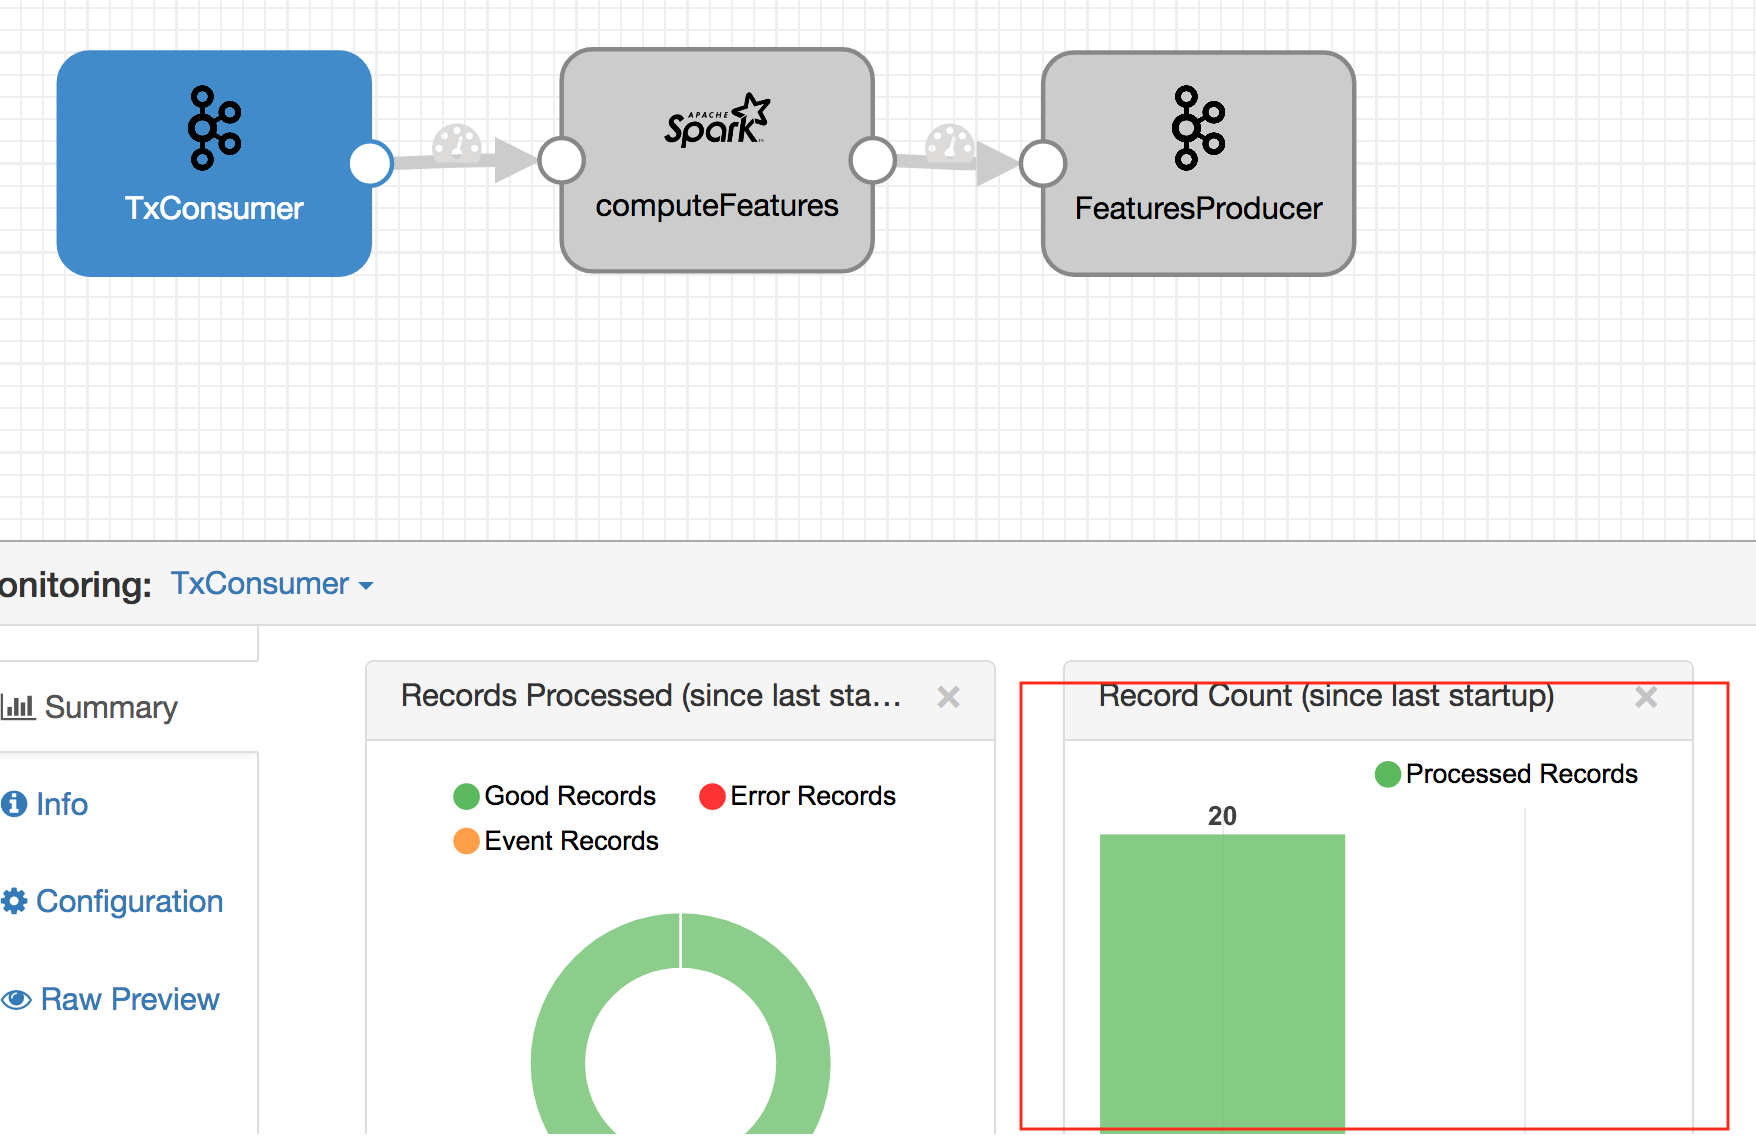 APACHE
Spark
TxConsumer
computeFeatures
FeaturesProducer
onitoring: TxConsumer
Summary
Info
Configuration
Raw Preview
Records Processed (since last sta...
Good Records
Error Records
Event Records
Record Count (since last startup)
Processed Records
20